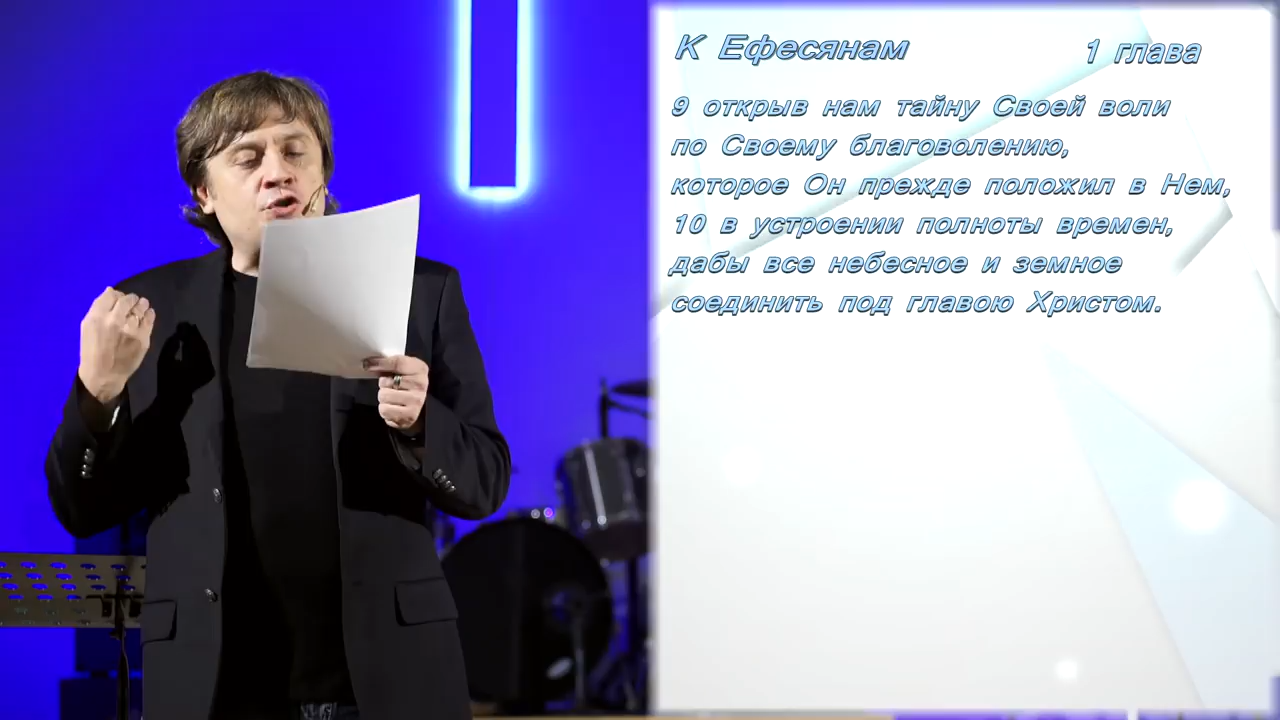 К Ефесянам 1 глава
9 открыв нам тайну Своей воли
по Своему благоволению,
которое Он прежде положил в Нем,
10 в устроении полноты времен,
дабы все небесное и земное
соединить под главою Христом.